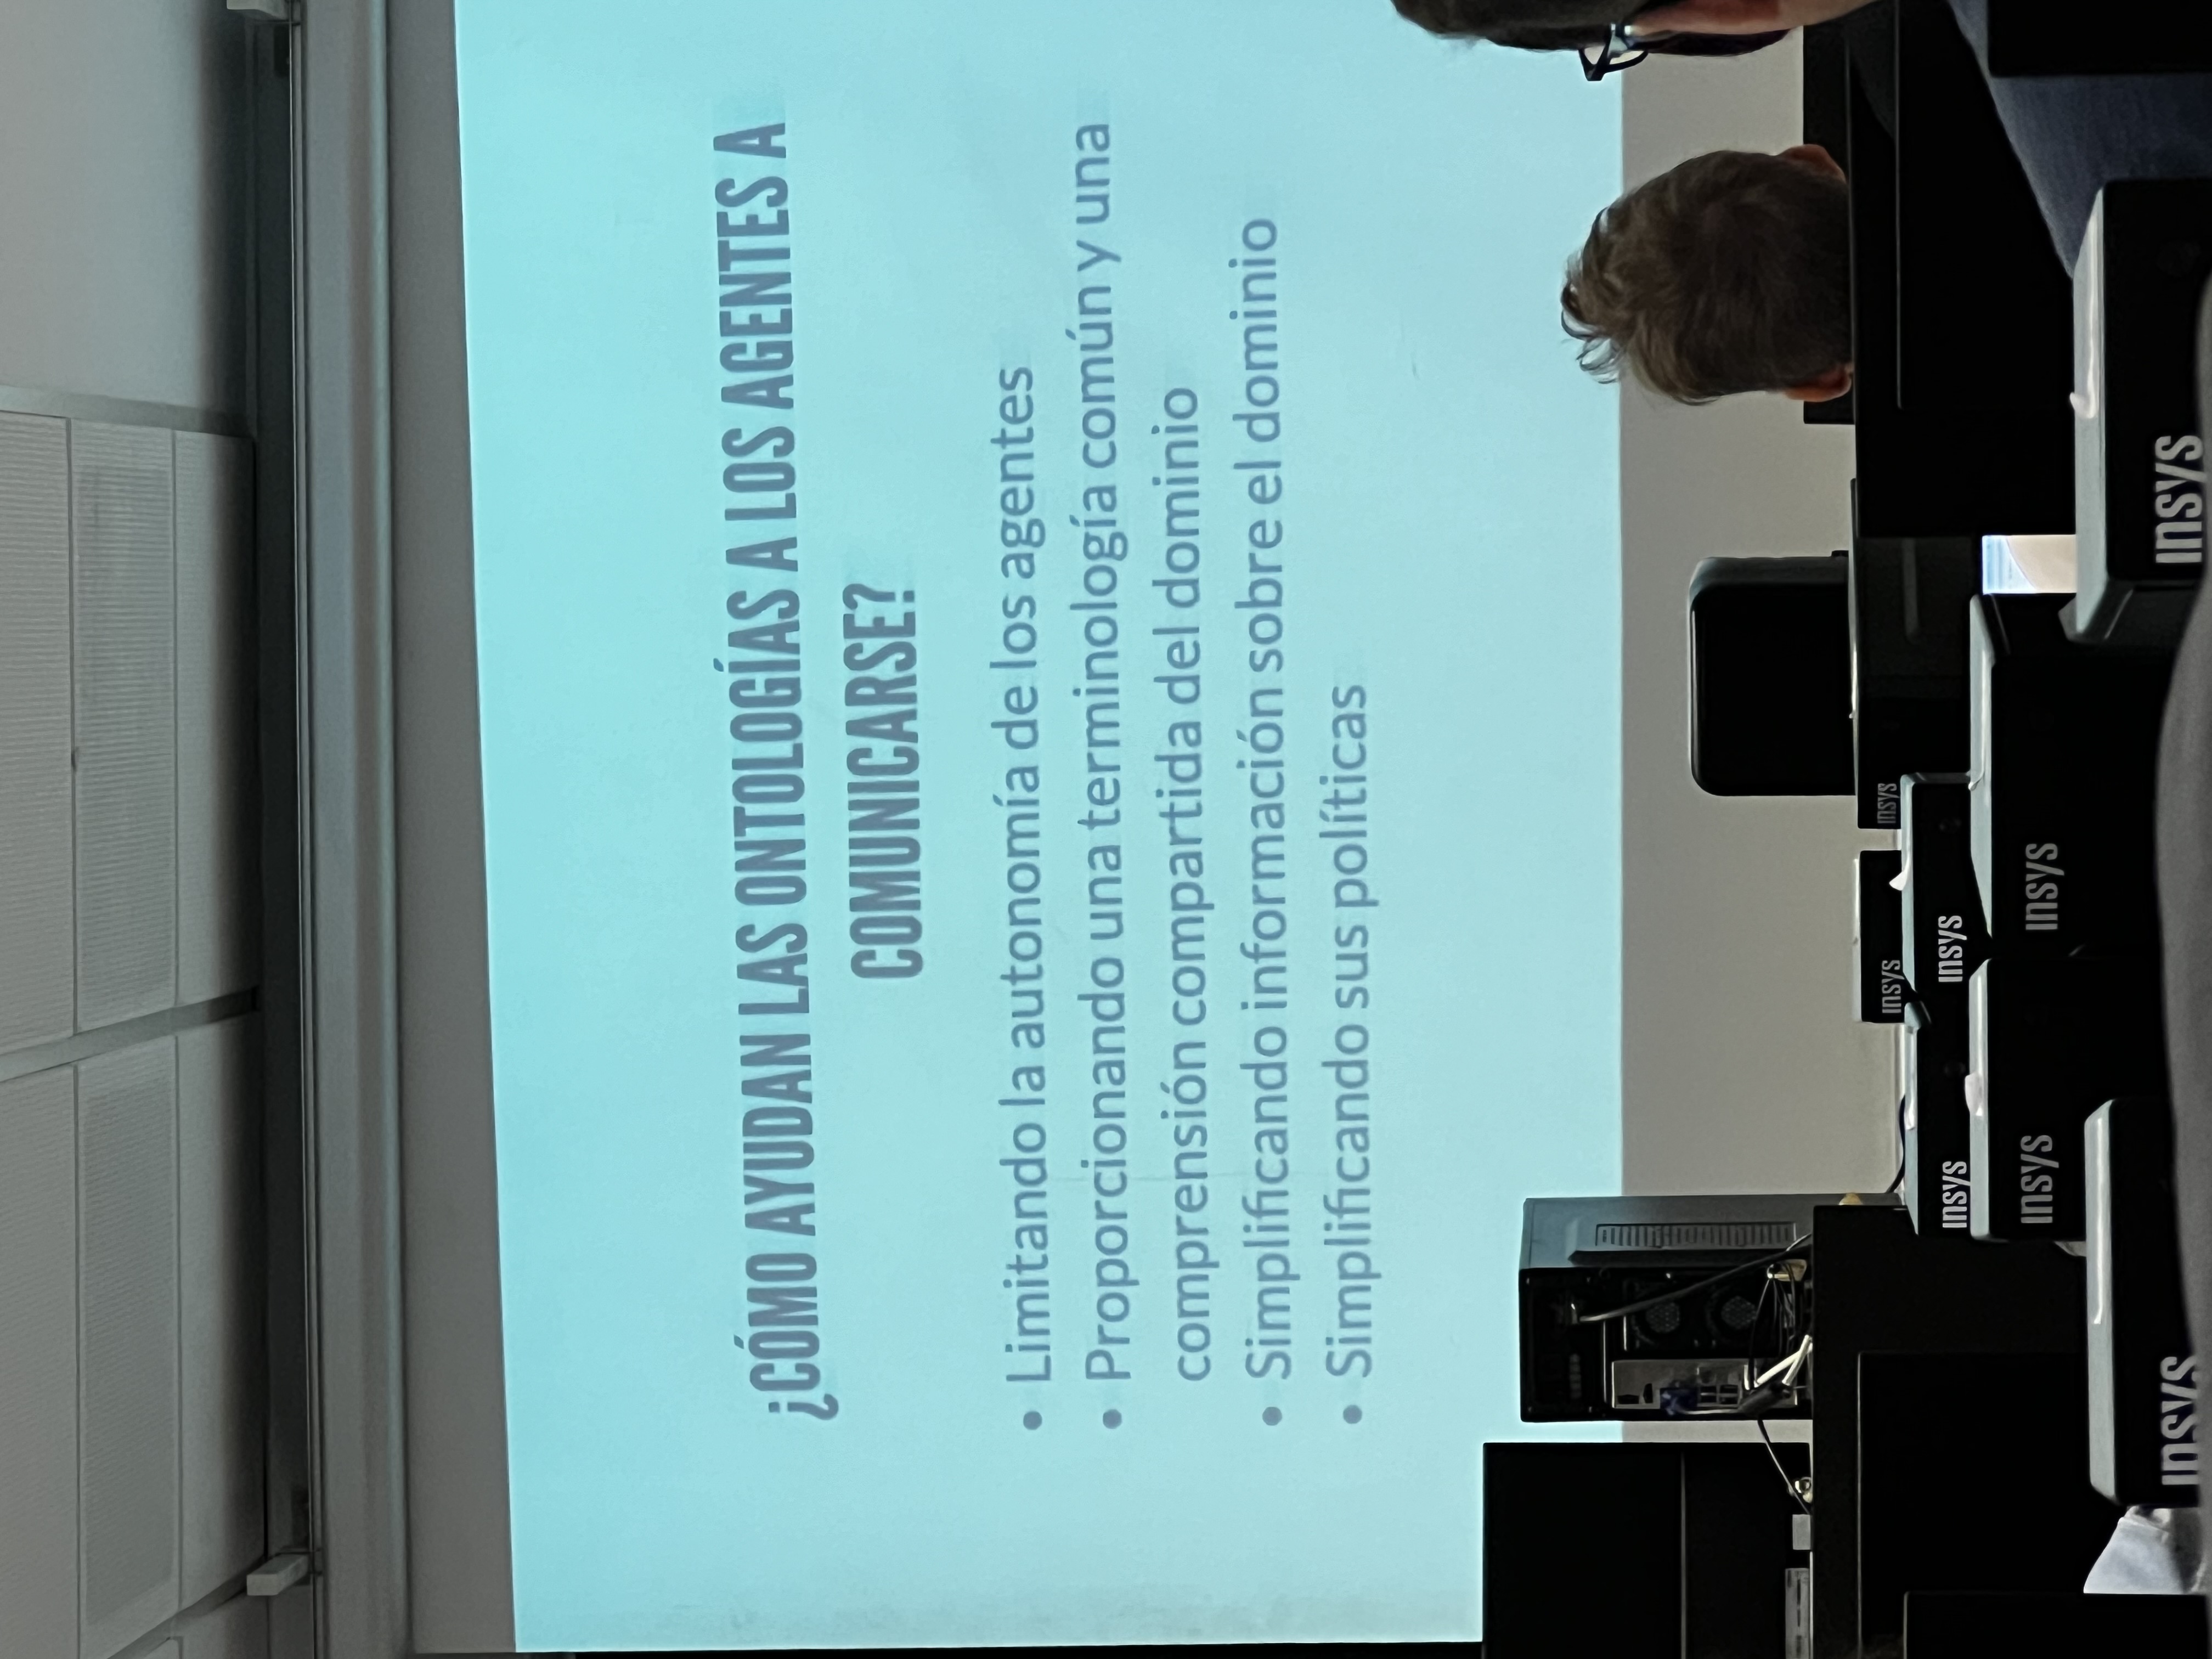 ¿CÓMO AYUDAN LAS ONTOLOGÍAS A LOS AGENTES A
COMUNICARSE?
• Limitando la autonomía de los agentes
• Proporcionando una terminología común y una
comprensión compartida del dominio
• Simplificando información sobre el dominio
• Simplificando sus políticas
insys
insys
insys
insys
insys
insys
insys
insys